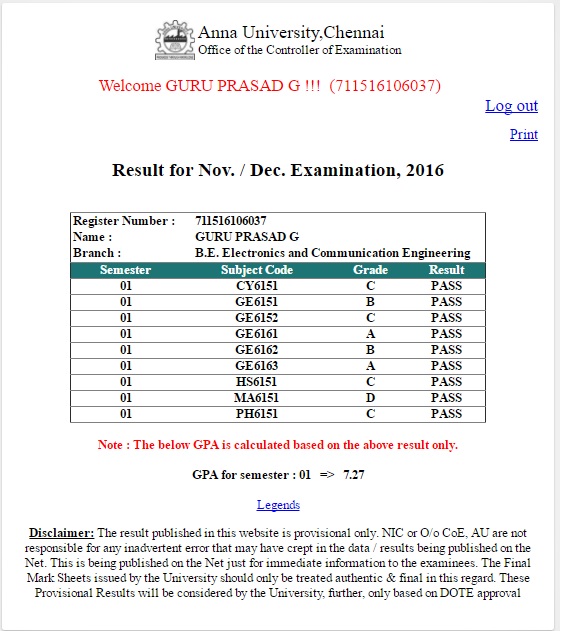 Anna University,Chennai
Office of the Controller of Examination
Welcome GURU PRASAD G !!! (711516106037)
Log out
Print
Result for Nov. / Dec. Examination, 2016
Register Number : 711516106037
Name : GURU PRASAD G
Branch : B.E. Electronics and Communication Engineering
Semester Subject Code Grade Result
01 CY6151 C PASS
01 GE6151 B PASS
01 GE6152 C PASS
01 GE6161 A PASS
01 GE6162 B PASS
01 GE6163 A PASS
01 HS6151 C PASS
01 MA6151 D PASS
01 PH6151 C PASS
Note : The below GPA is calculated based on the above result only.
GPA for semester : 01 => 7.27
Legends
Disclaimer: The result published in this website is provisional only. NIC or O/o CoE, AU are not
responsible for any inadvertent error that may have crept in the data / results being published on the
Net. This is being published on the Net just for immediate information to the examinees. The Final
Mark Sheets issued by the University should only be treated authentic & final in this regard. These
Provisional Results will be considered by the University, further, only based on DOTE approval